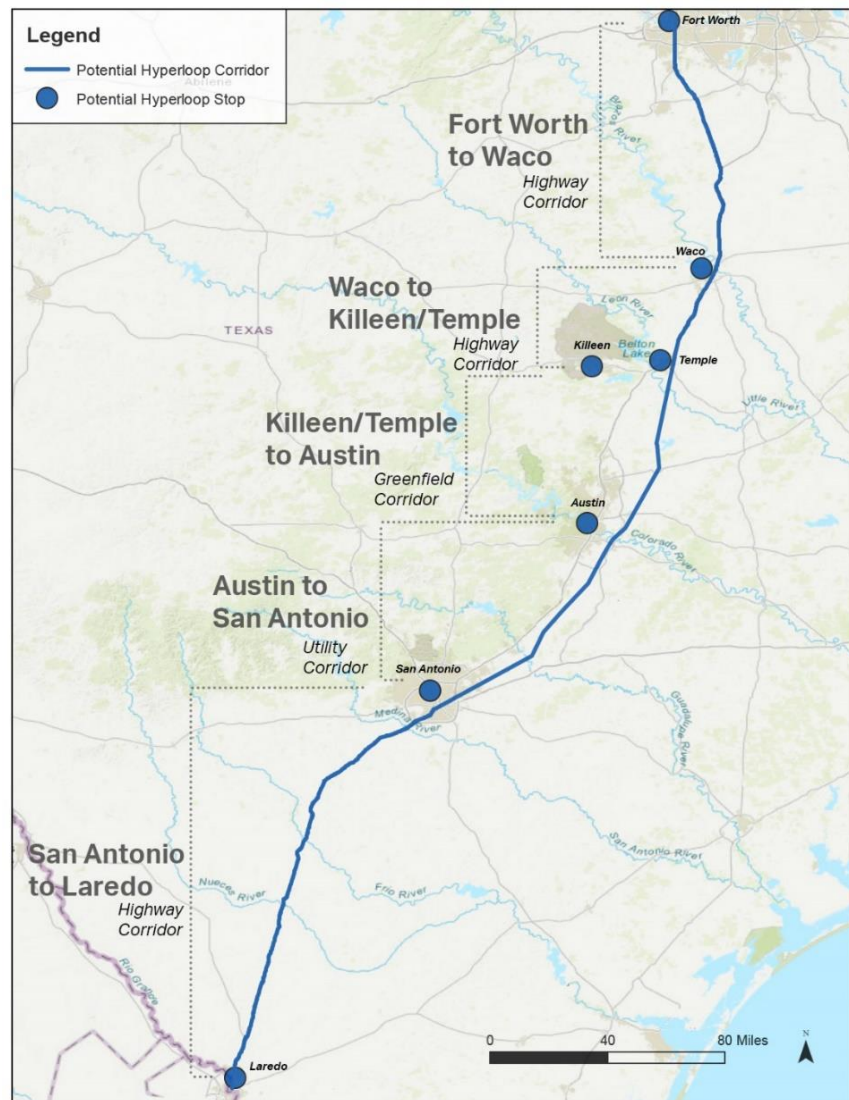 Legend
Potential Hyperloop Corridor
Potential Hyperloop Stop
Abilene
Fort Worth
Brazos River
Fort Worth
to Waco
Highway
Corridor
Waco
Waco to
Killeen/Temple
Highway
Corridor
Leon River
TEXAS
Killeen
Belton
Lake
Temple
Little River
Killeen/Temple
to Austin
Greenfield
Corridor
Austin
Colorado River
Austin to
San Antonio
Utility
Corridor
San Antonio
Medina River
Guadalupe River
San Antonio
to Laredo
Highway
Corridor
Nueces River
Frio River
San Antonio River
Rio Grande
Laredo
0 40 80 Miles
N